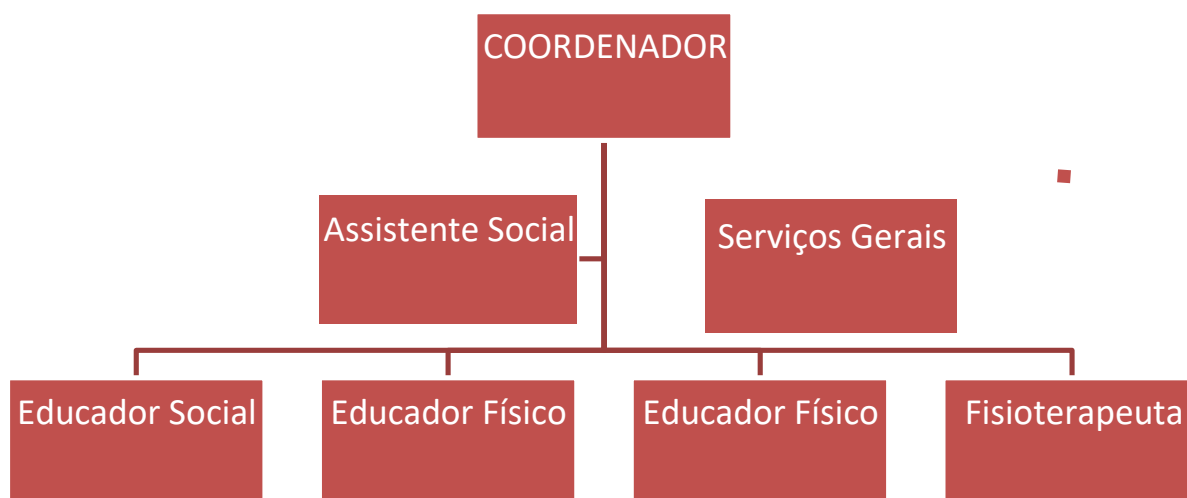 COORDENADOR
Assistente Social
Serviços Gerais
Educador Social
Educador Físico
Educador Físico
Fisioterapeuta